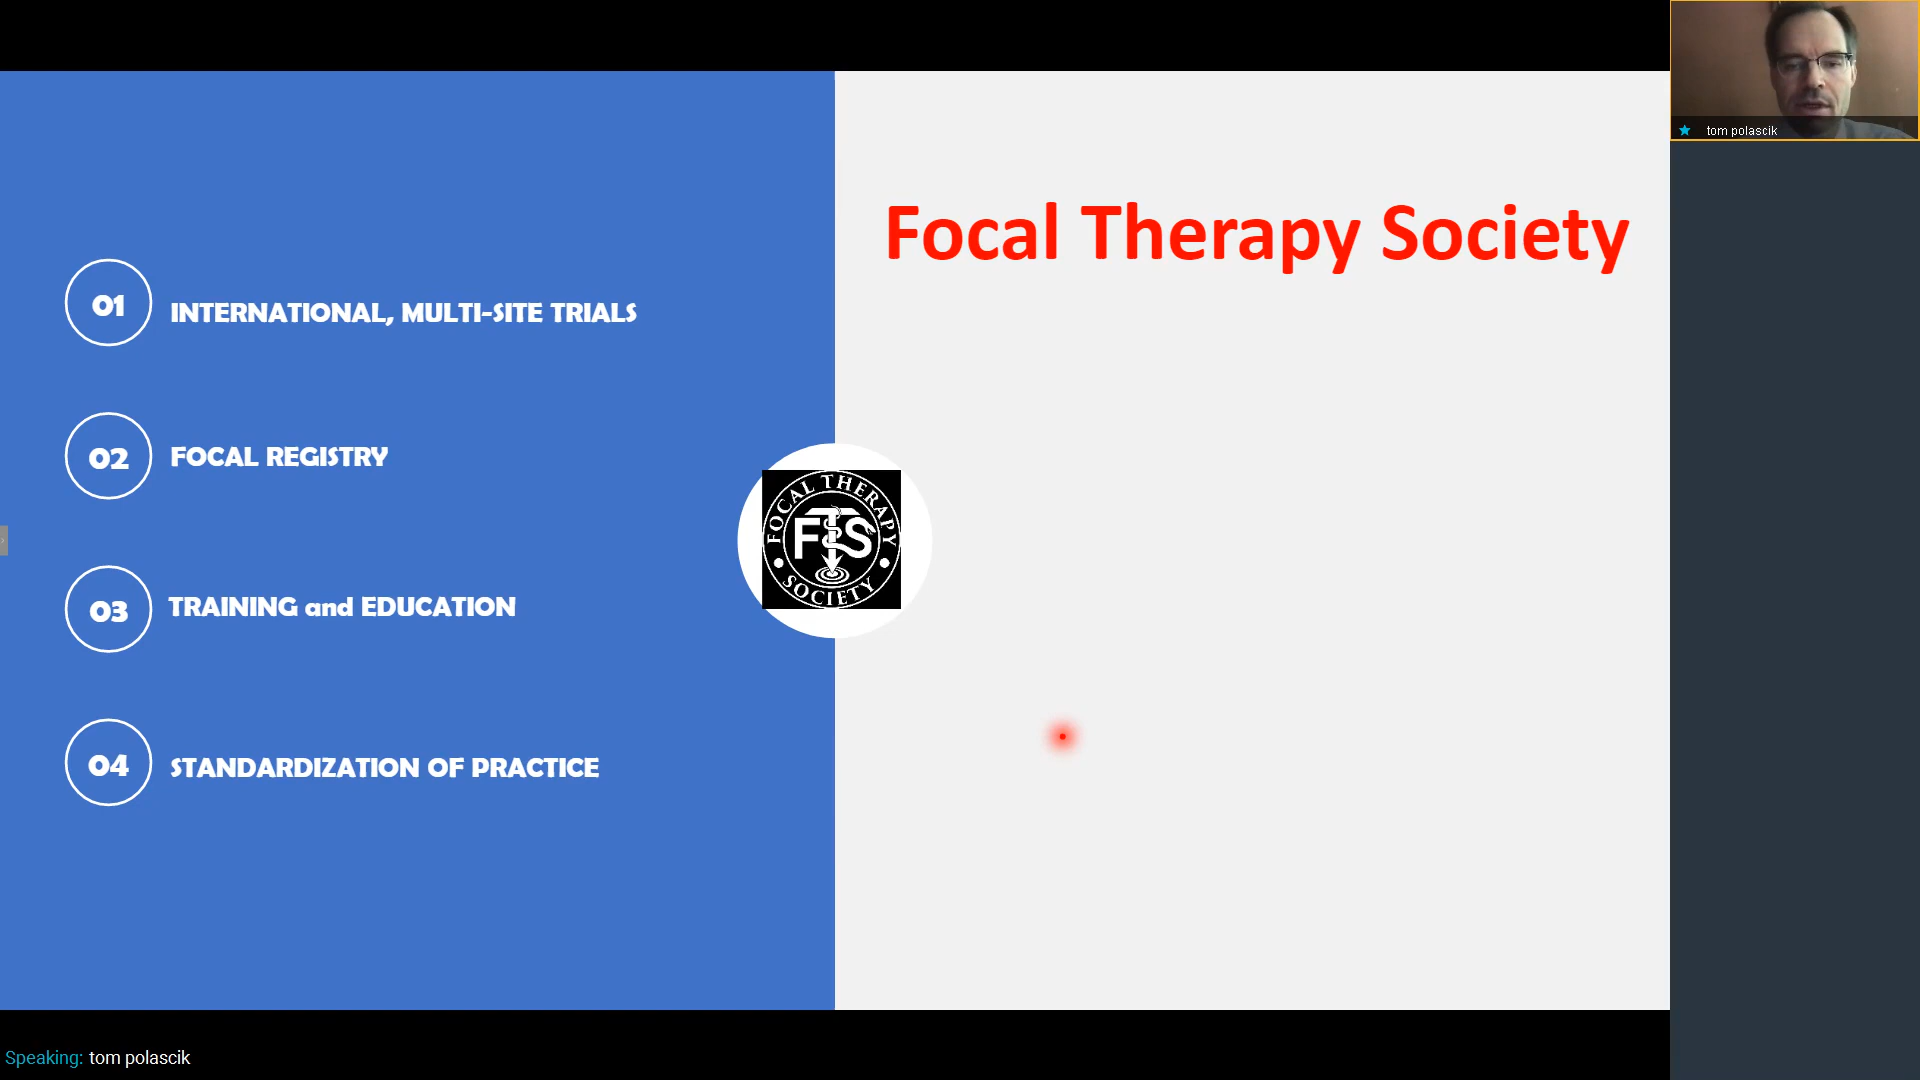 tom polascik
Focal Therapy Society
01
INTERNATIONAL, MULTI-SITE TRIALS
02
FOCAL REGISTRY
03
TRAINING and EDUCATION
04
STANDARDIZATION OF PRACTICE
FOCAL THERAPY
FTS
SOCIETY
Speaking: tom polascik